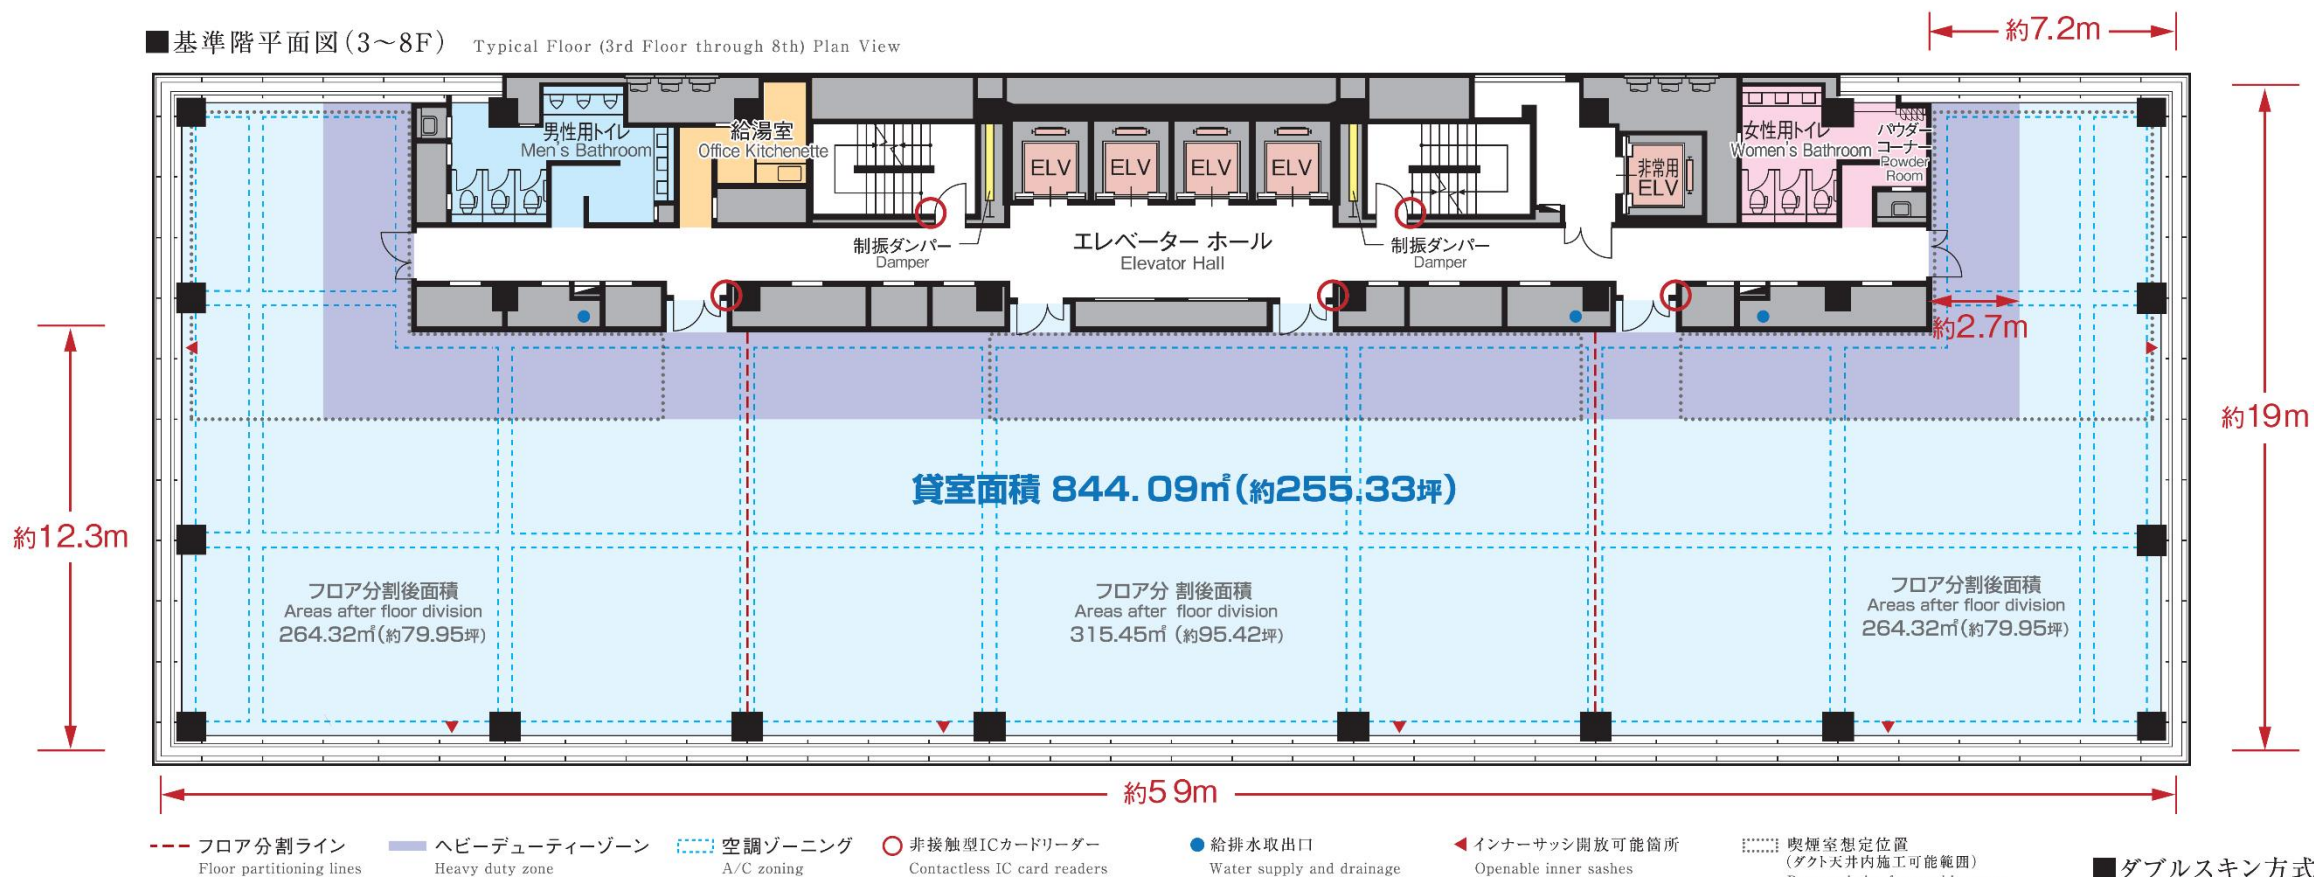 ■基準階平面図(3〜8F) Typical Floor (3rd Floor through 8th) Plan View
約7.2m
男性用トイレ
Men's Bathroom
給湯室
Office Kitchenette
ELV
ELV
ELV
ELV
非常用
ELV
女性用トイレ
Women's Bathroom
パウダー
コーナー
Powder
Room
制振ダンパー
Damper
エレベーター ホール
Elevator Hall
制振ダンパー
Damper
約2.7m
約19m
約12.3m
貸室面積 844.09㎡(約255.33坪)
フロア分割後面積
Areas after floor division
264.32㎡(約79.95坪)
フロア分 割後面積
Areas after floor division
315.45㎡ (約95.42坪)
フロア分割後面積
Areas after floor division
264.32㎡(約79.95坪)
約59m
フロア分割ライン
Floor partitioning lines
ヘビーデューティーゾーン
Heavy duty zone
空調ゾーニング
A/C zoning
非接触型ICカードリーダー
Contactless IC card readers
給排水取出口
Water supply and drainage
インナーサッシ開放可能箇所
Openable inner sashes
喫煙室想定位置
(ダクト天井内施工可能範囲)
■ダブルスキン方式